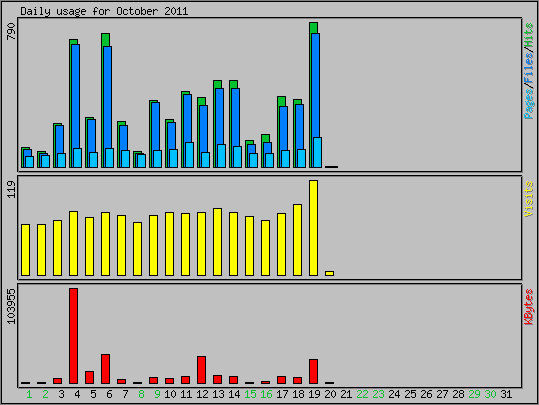 Daily usage for October 2011
790
Pages/Files/Hits
119
Visits
103955
KBytes
1 2 3 4 5 6 7 8 9 10 11 12 13 14 15 16 17 18 19 20 21 22 23 24 25 26 27 28 29 30 31